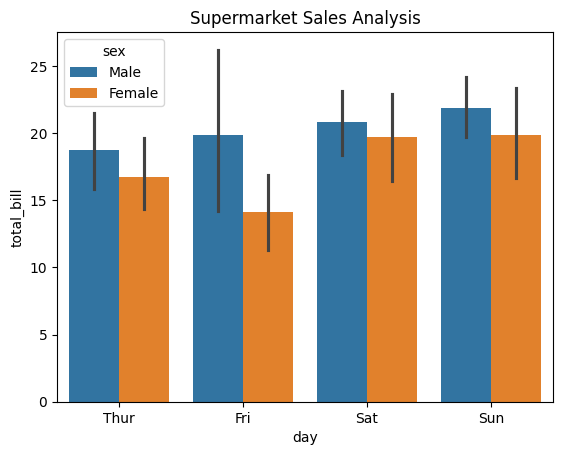 Supermarket Sales Analysis
sex
Male
Female
25
20
15
10
5
0
total_bill
Thur Fri Sat Sun
day